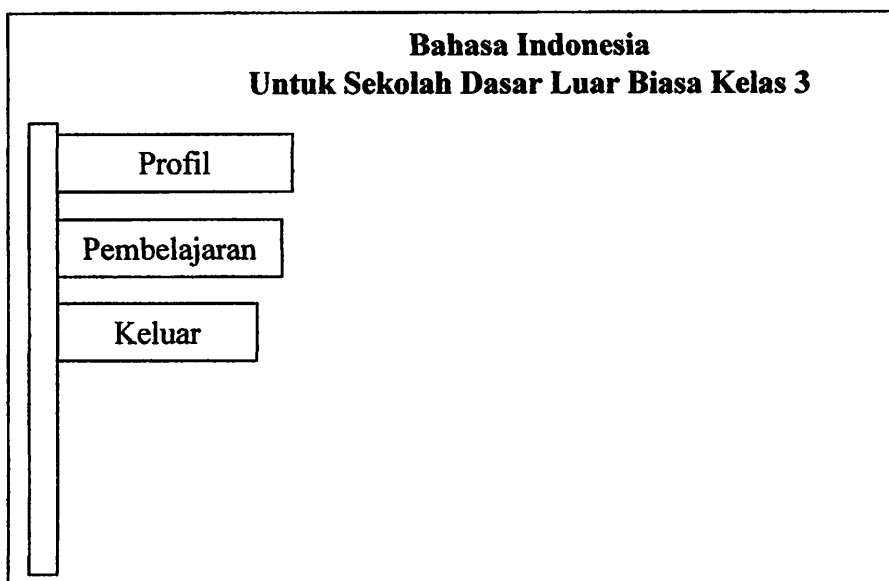 Bahasa Indonesia
Untuk Sekolah Dasar Luar Biasa Kelas 3
Profil
Pembelajaran
Keluar